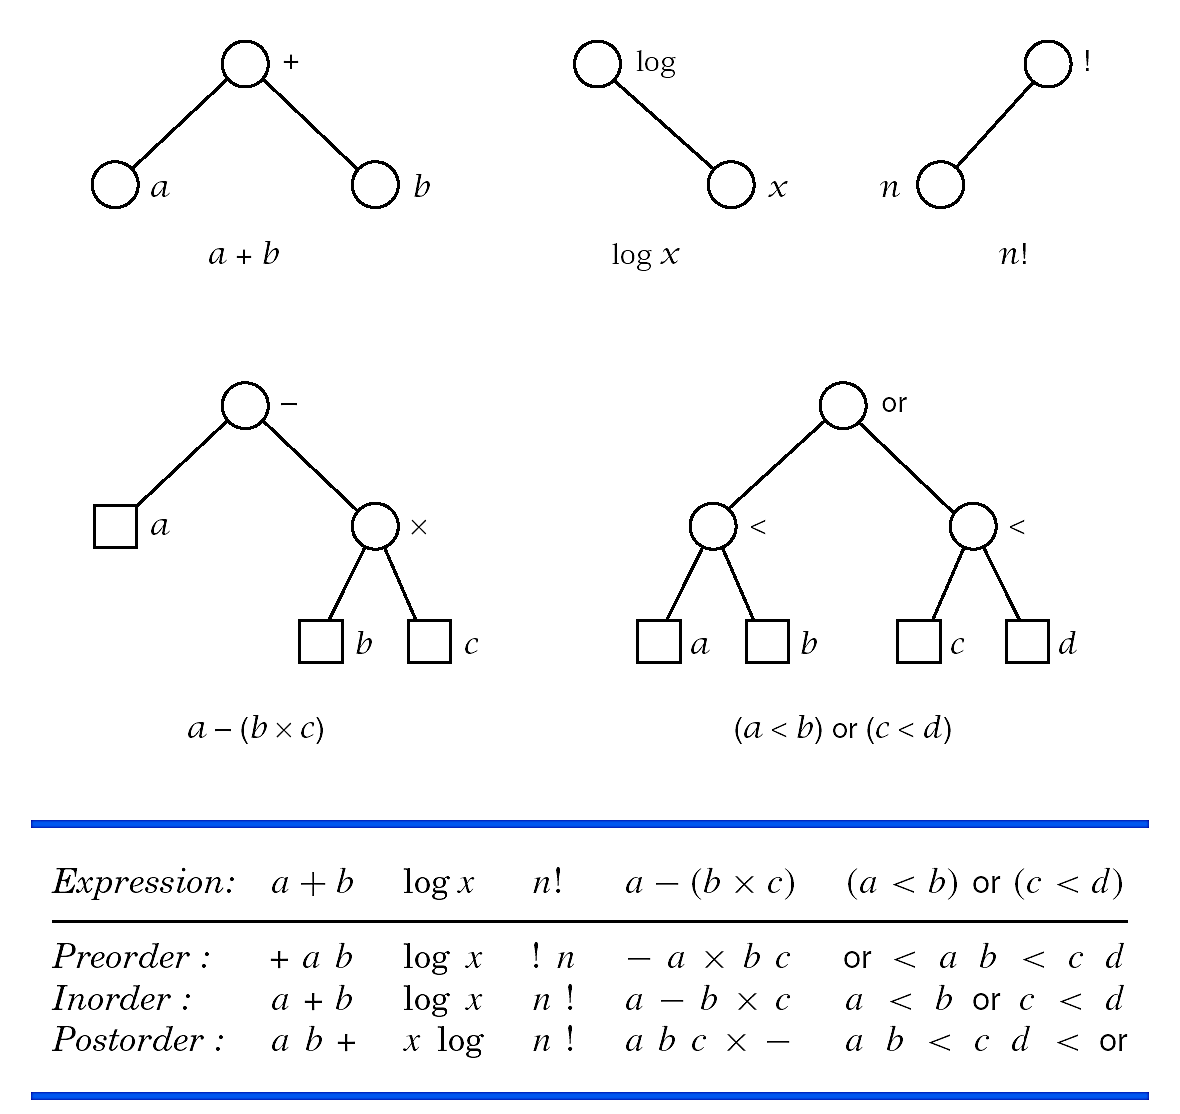 + log !
a b x n
a + b log x n!
− or
a × < <
b c a b c d
a − (b × c) (a < b) or (c < d)
Expression: a + b log x n! a − (b × c) (a < b) or (c < d)
Preorder : + a b log x ! n − a × b c or < a b < c d
Inorder : a + b log x n ! a − b × c a < b or c < d
Postorder : a b + x log n ! a b c × − a b < c d < or